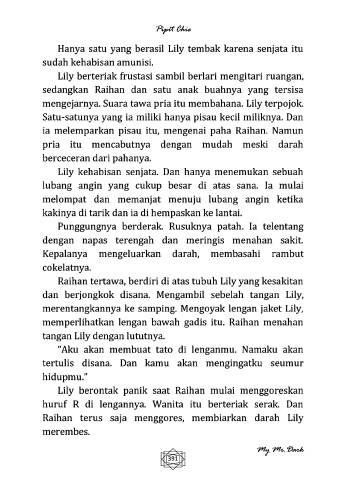 Pipit Chie
Hanya satu yang berasil Lily tembak karena senjata itu
sudah kehabisan amunisi.
Lily berteriak frustasi sambil berlari mengitari ruangan,
sedangkan Raihan dan satu anak buahnya yang tersisa
mengejarnya. Suara tawa pria itu membahana. Lily terpojok.
Satu-satunya yang ia miliki hanya pisau kecil miliknya. Dan
ia melemparkan pisau itu, mengenai paha Raihan. Namun
pria itu mencabutnya dengan mudah meski darah
berceceran dari pahanya.
Lily kehabisan senjata. Dan hanya menemukan sebuah
lubang angin yang cukup besar di atas sana. Ia mulai
melompat dan memanjat menuju lubang angin ketika
kakinya di tarik dan ia di hempaskan ke lantai.
Punggungnya berderak. Rusuknya patah. Ia telentang
dengan napas terengah dan meringis menahan sakit.
Kepalanya mengeluarkan darah, membasahi rambut
cokelatnya.
Raihan tertawa, berdiri di atas tubuh Lily yang kesakitan
dan berjongkok disana. Mengambil sebelah tangan Lily,
merentangkannya ke samping. Mengoyak lengan jaket Lily,
memperlihatkan lengan bawah gadis itu. Raihan menahan
tangan Lily dengan lututnya.
"Aku akan membuat tato di lenganmu. Namaku akan
tertulis disana. Dan kamu akan mengingatku seumur
hidupmu."
Lily berontak panik saat Raihan mulai menggoreskan
huruf R di lengannya. Wanita itu berteriak serak. Dan
Raihan terus saja menggores, membiarkan darah Lily
merembes.
391
My Mr. Dark